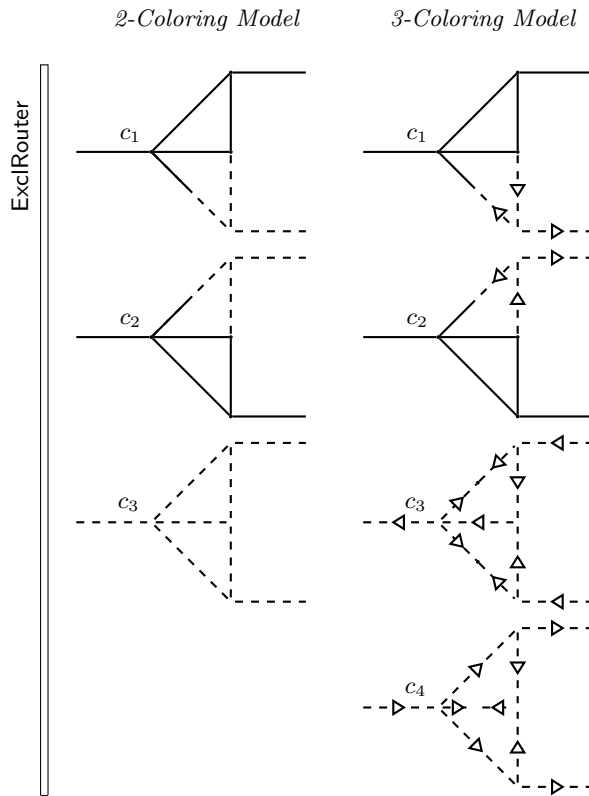 2-Coloring Model 3-Coloring Model
ExclRouter
c₁ c₁
c₂ c₂
c₃ c₃
c₄